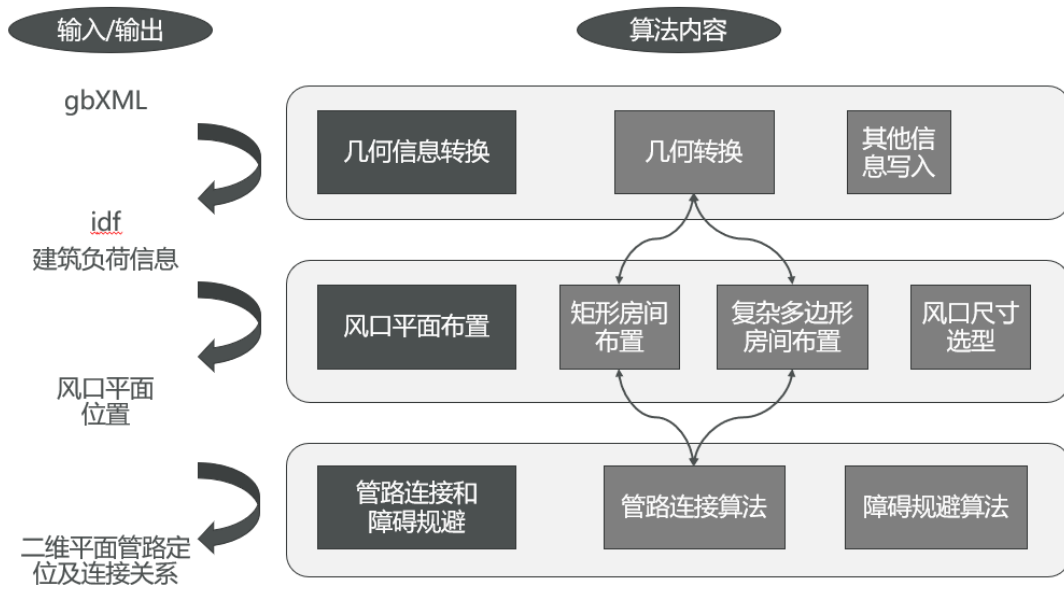 输入/输出
算法内容
gbXML
几何信息转换
几何转换
其他信
息写入
idf
建筑负荷信息
风口平面布置
矩形房间
布置
复杂多边形
房间布置
风口尺寸
选型
风口平面
位置
管路连接和
障碍规避
管路连接算法
障碍规避算法
二维平面管路定
位及连接关系